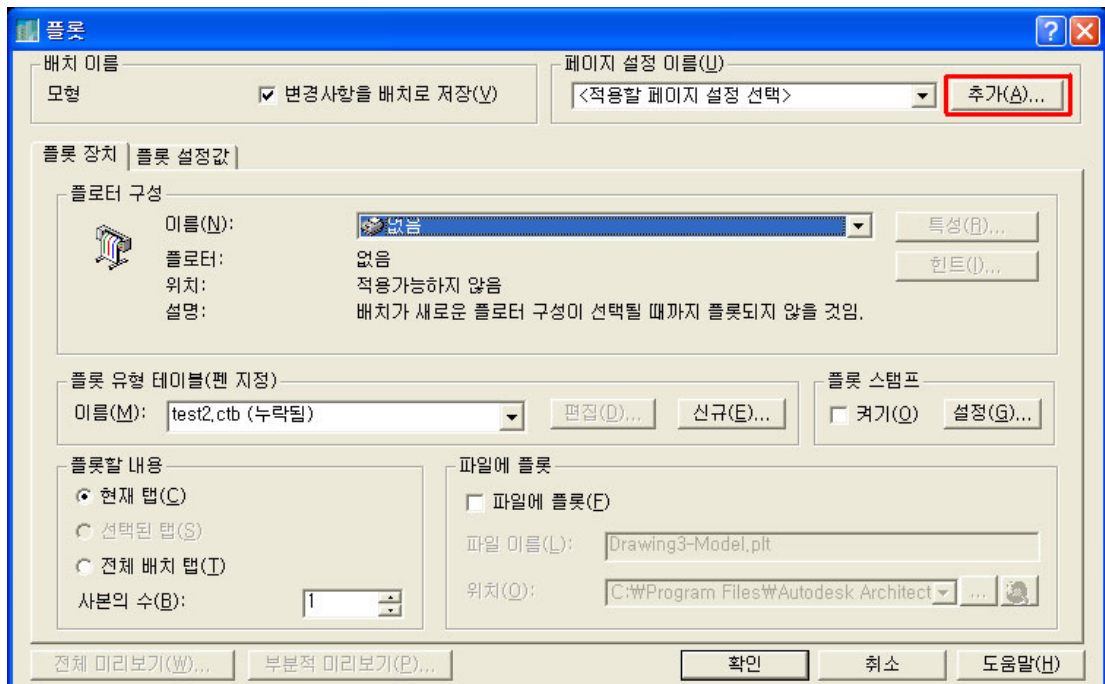 플롯
배치 이름
모형
변경사항을 배치로 저장(V)
페이지 설정 이름(U)
<적용할 페이지 설정 선택>
추가(A)...
플롯 장치
플롯 설정값
플로터 구성
이름(N):
없음
특성(R)...
플로터:
없음
힌트(I)...
위치:
적용가능하지 않음
설명:
배치가 새로운 플로터 구성이 선택될 때까지 플롯되지 않을 것임.
플롯 유형 테이블(펜 지정)
이름(M):
test2.ctb (누락됨)
편집(D)...
신규(E)...
플롯 스탬프
켜기(O)
설정(G)...
플롯할 내용
현재 탭(C)
선택된 탭(S)
전체 배치 탭(T)
사본의 수(B):
1
파일에 플롯
파일에 플롯(F)
파일 이름(L):
Drawing3-Model.plt
위치(O):
C:₩Program Files₩Autodesk Architect
...
전체 미리보기(W)...
부분적 미리보기(P)...
확인
취소
도움말(H)